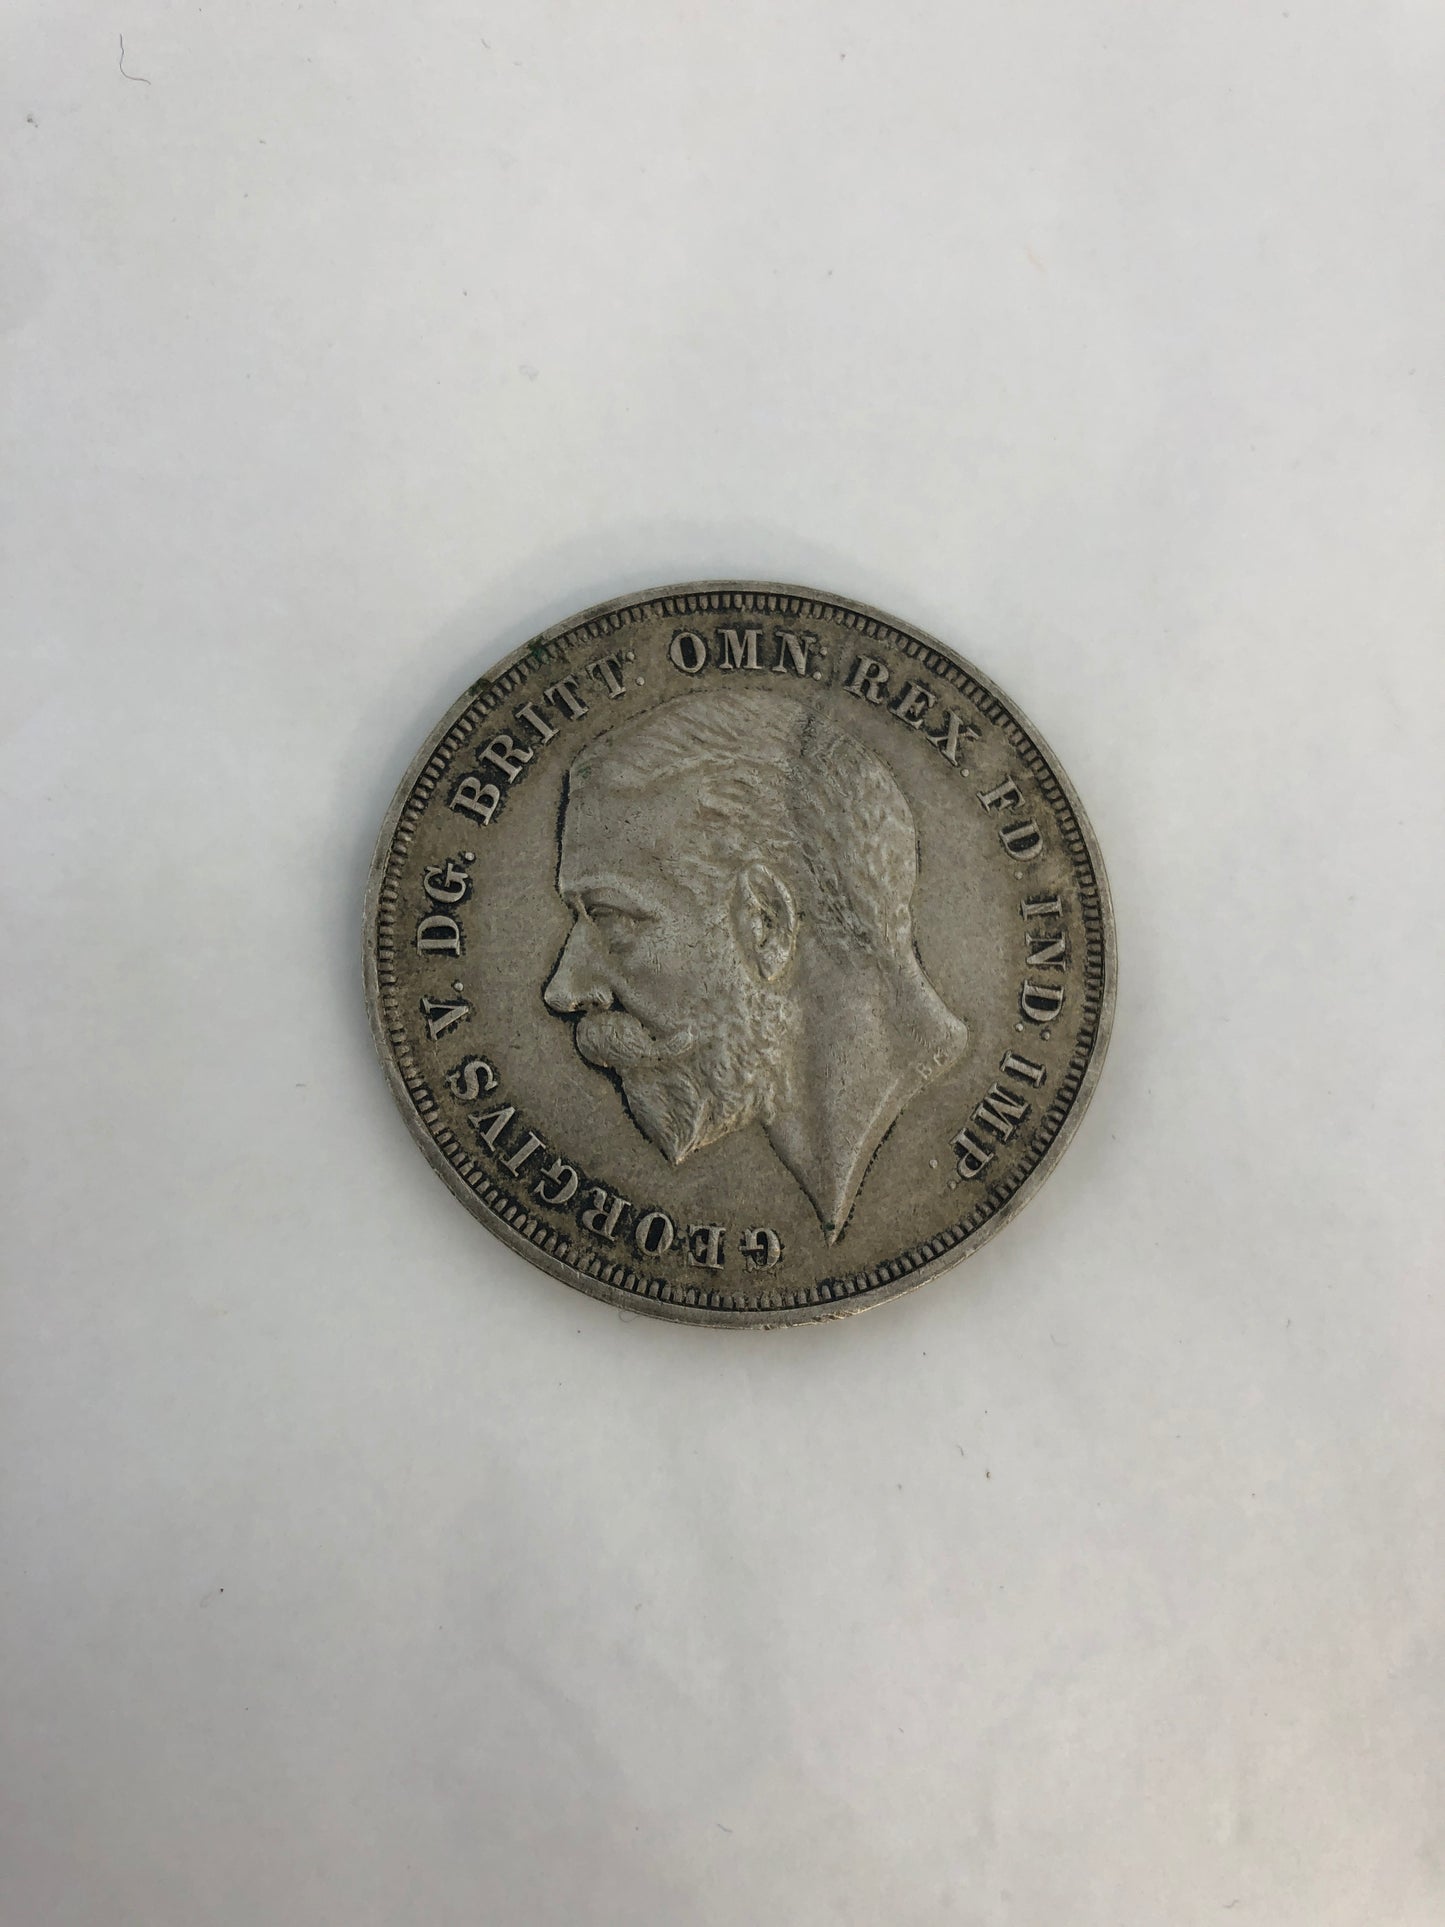 GEORGIVS V. DG. BRITT: OMN: REX. FD. IND: IMP:
B.M.